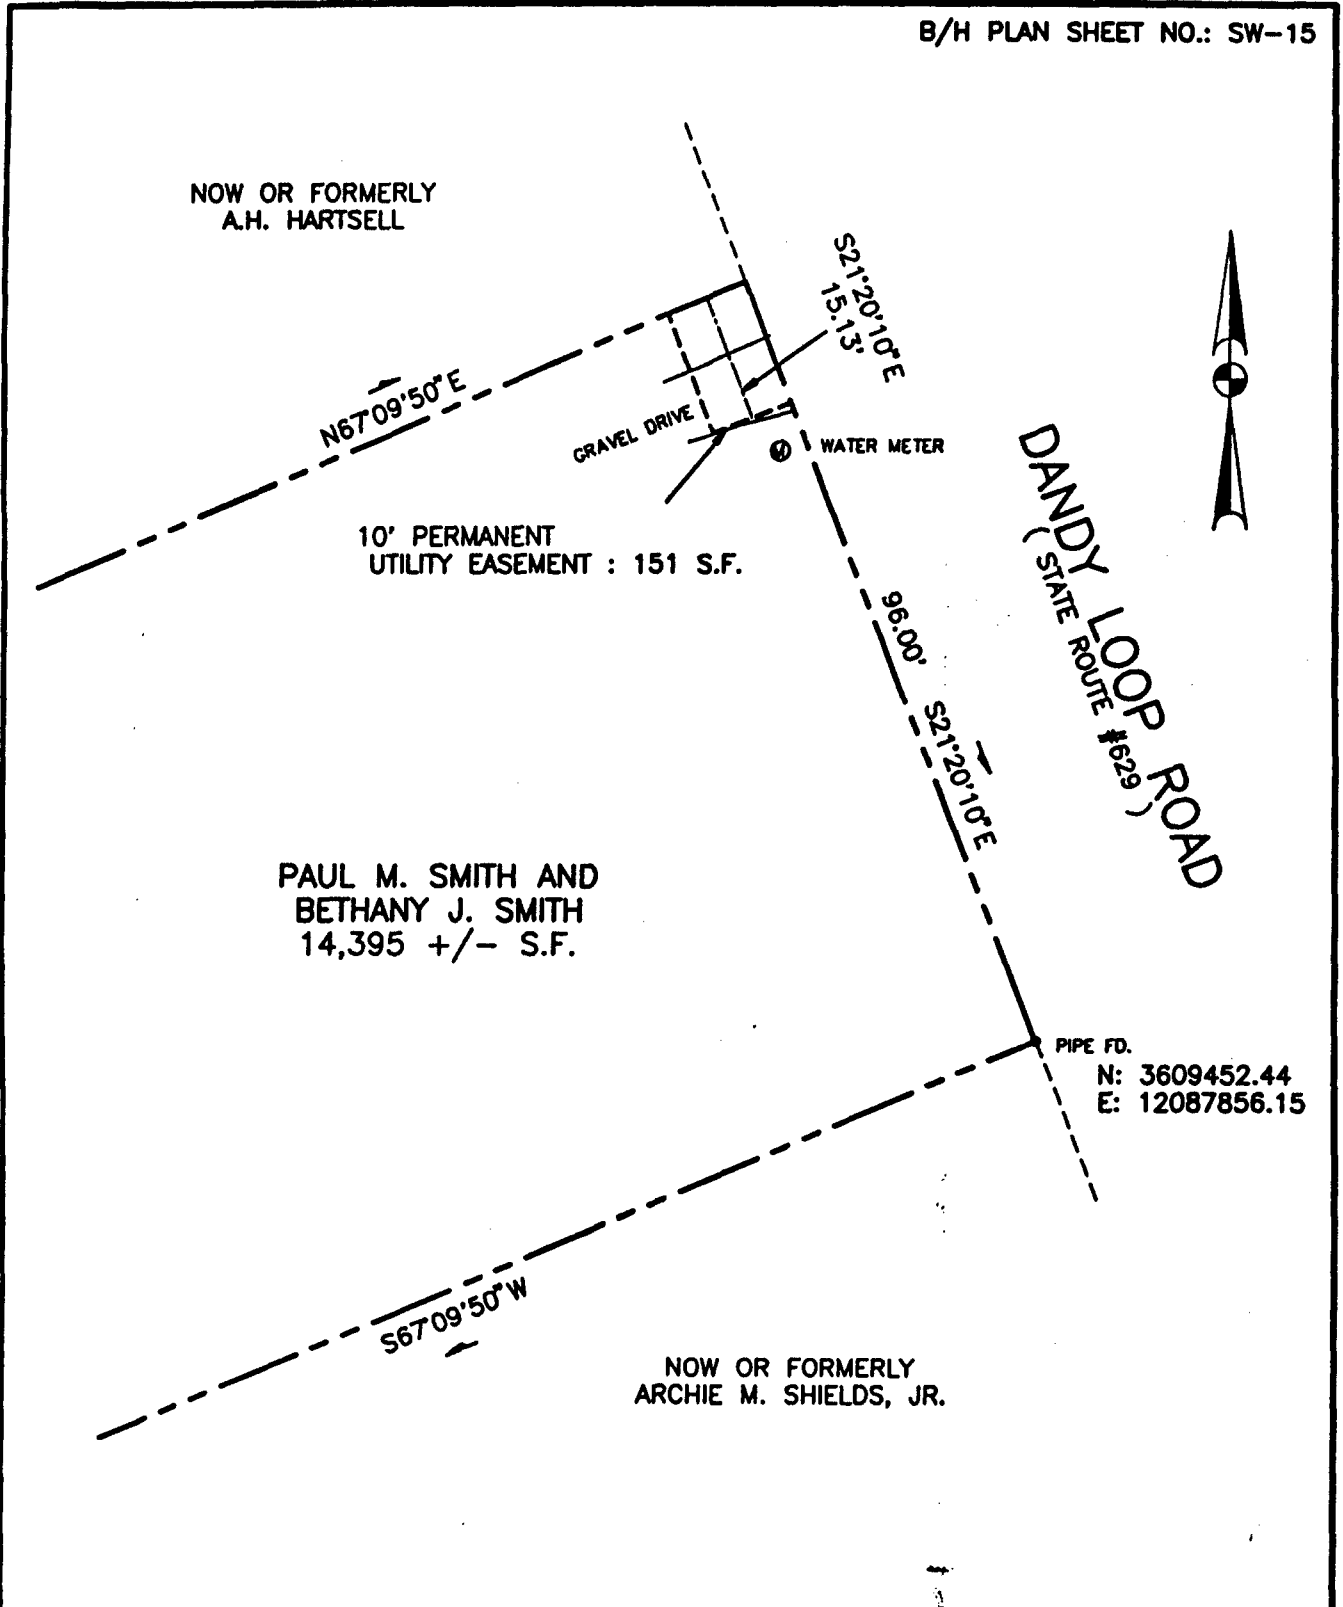 B/H PLAN SHEET NO.: SW-15
NOW OR FORMERLY
A.H. HARTSELL
S21°20'10"E
15.13'
N67°09'50"E
GRAVEL DRIVE
WATER METER
10' PERMANENT
UTILITY EASEMENT : 151 S.F.
DANDY LOOP ROAD
( STATE ROUTE #629 )
96.00' S21°20'10"E
PAUL M. SMITH AND
BETHANY J. SMITH
14,395 +/- S.F.
PIPE FD.
N: 3609452.44
E: 12087856.15
S67°09'50"W
NOW OR FORMERLY
ARCHIE M. SHIELDS, JR.